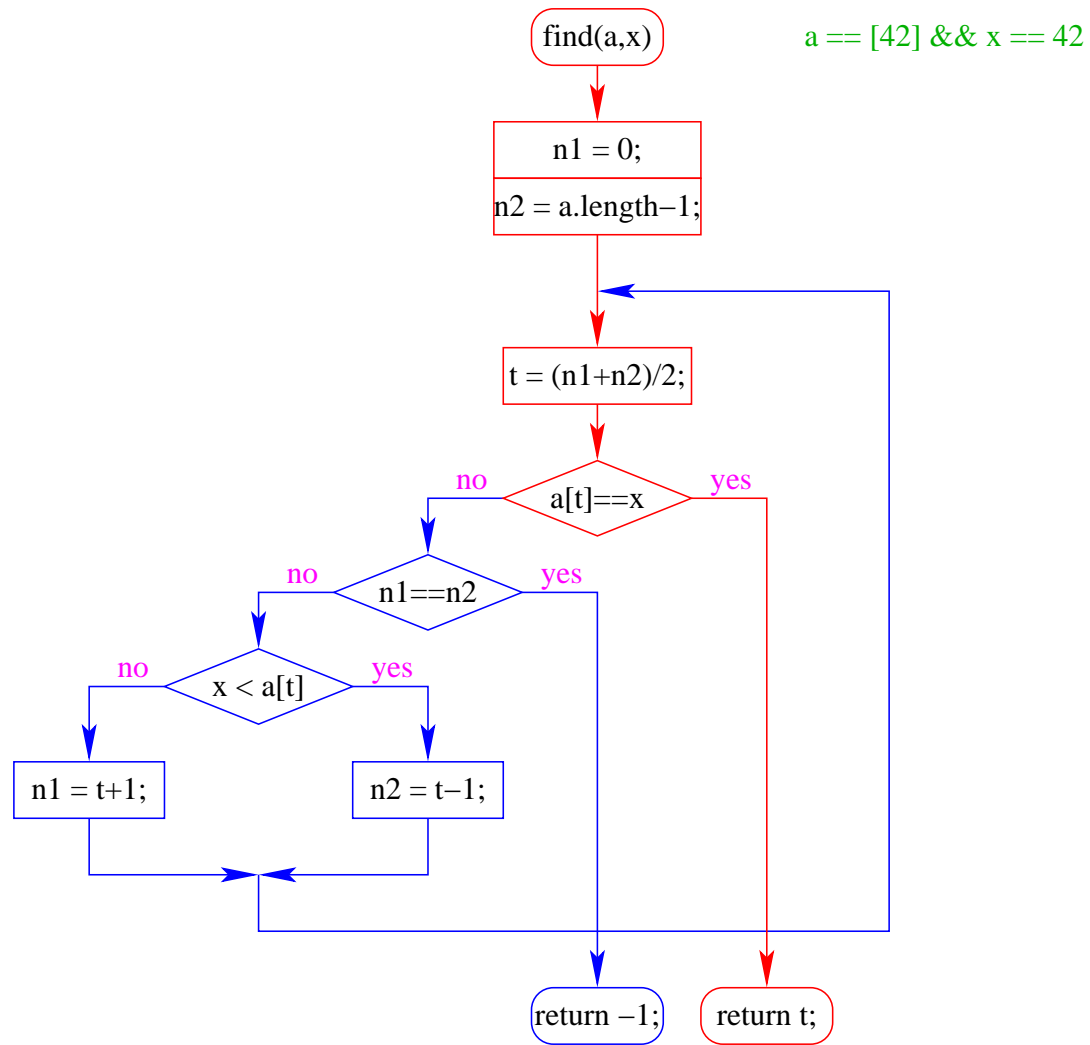 find(a,x)
a == [42] && x == 42
n1 = 0;
n2 = a.length−1;
t = (n1+n2)/2;
no
yes
a[t]==x
no
yes
n1==n2
no
yes
x < a[t]
n1 = t+1;
n2 = t−1;
return −1;
return t;